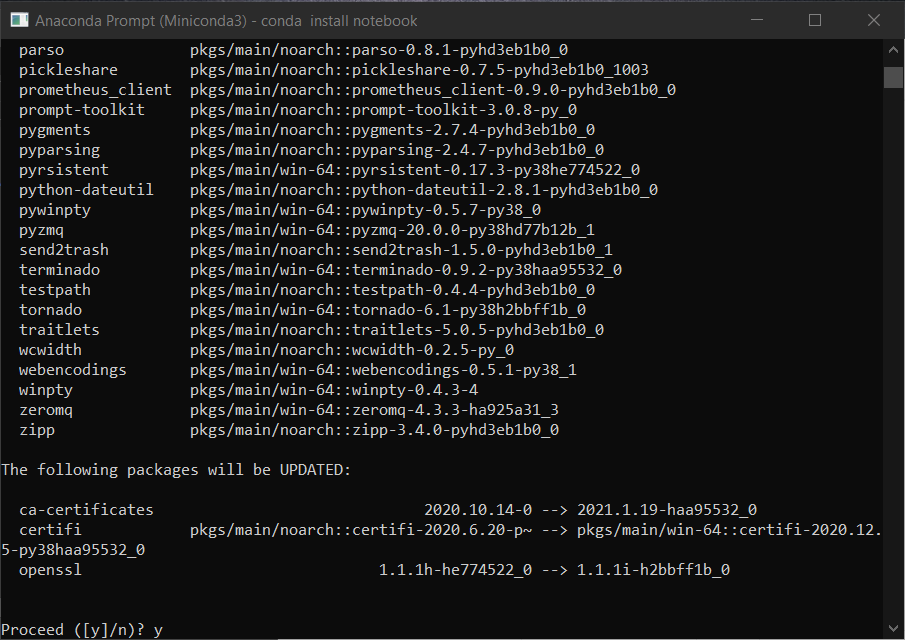 Anaconda Prompt (Miniconda3) - conda  install notebook
parso pkgs/main/noarch::parso-0.8.1-pyhd3eb1b0_0
pickleshare pkgs/main/noarch::pickleshare-0.7.5-pyhd3eb1b0_1003
prometheus_client pkgs/main/noarch::prometheus_client-0.9.0-pyhd3eb1b0_0
prompt-toolkit pkgs/main/noarch::prompt-toolkit-3.0.8-py_0
pygments pkgs/main/noarch::pygments-2.7.4-pyhd3eb1b0_0
pyparsing pkgs/main/noarch::pyparsing-2.4.7-pyhd3eb1b0_0
pyrsistent pkgs/main/win-64::pyrsistent-0.17.3-py38he774522_0
python-dateutil pkgs/main/noarch::python-dateutil-2.8.1-pyhd3eb1b0_0
pywinpty pkgs/main/win-64::pywinpty-0.5.7-py38_0
pyzmq pkgs/main/win-64::pyzmq-20.0.0-py38hd77b12b_1
send2trash pkgs/main/noarch::send2trash-1.5.0-pyhd3eb1b0_1
terminado pkgs/main/win-64::terminado-0.9.2-py38haa95532_0
testpath pkgs/main/noarch::testpath-0.4.4-pyhd3eb1b0_0
tornado pkgs/main/win-64::tornado-6.1-py38h2bbff1b_0
traitlets pkgs/main/noarch::traitlets-5.0.5-pyhd3eb1b0_0
wcwidth pkgs/main/noarch::wcwidth-0.2.5-py_0
webencodings pkgs/main/win-64::webencodings-0.5.1-py38_1
winpty pkgs/main/win-64::winpty-0.4.3-4
zeromq pkgs/main/win-64::zeromq-4.3.3-ha925a31_3
zipp pkgs/main/noarch::zipp-3.4.0-pyhd3eb1b0_0
The following packages will be UPDATED:
ca-certificates 2020.10.14-0 --> 2021.1.19-haa95532_0
certifi pkgs/main/noarch::certifi-2020.6.20-p~ --> pkgs/main/win-64::certifi-2020.12.
5-py38haa95532_0
openssl 1.1.1h-he774522_0 --> 1.1.1i-h2bbff1b_0
Proceed ([y]/n)? y